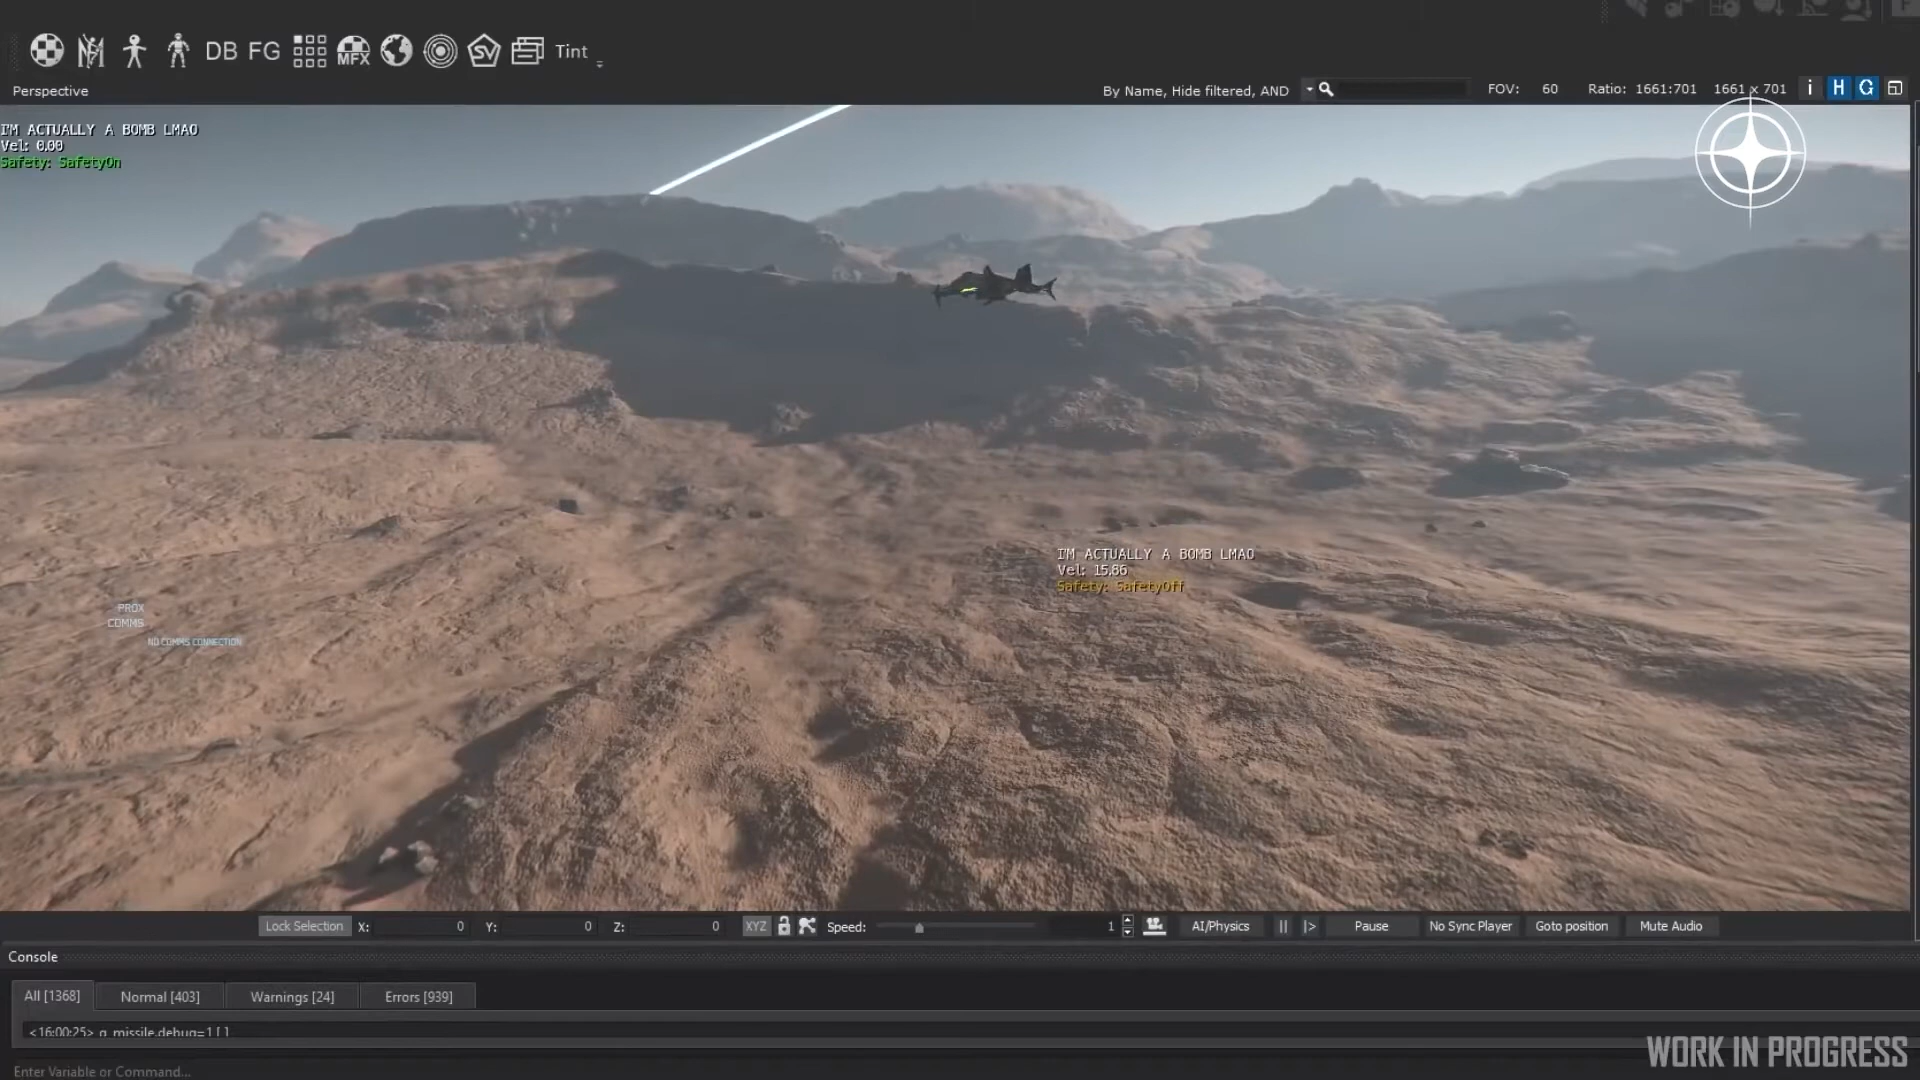 DB FG MFX SV Tint
Perspective
By Name, Hide filtered, AND
FOV: 60 Ratio: 1661:701 1661 x 701 i H G
I'M ACTUALLY A BOMB LMAO
Vel: 0.00
Safety: SafetyOn
I'M ACTUALLY A BOMB LMAO
Vel: 15.86
Safety: SafetyOff
PROX
COMMS
NO COMMS CONNECTION
Lock Selection X: 0 Y: 0 Z: 0 XYZ Speed: 1 AI/Physics Pause No Sync Player Goto position Mute Audio
Console
All [1368] Normal [403] Warnings [24] Errors [939]
<16:00:25> g_missile.debug=1 [ ]
Enter Variable or Command...
WORK IN PROGRESS